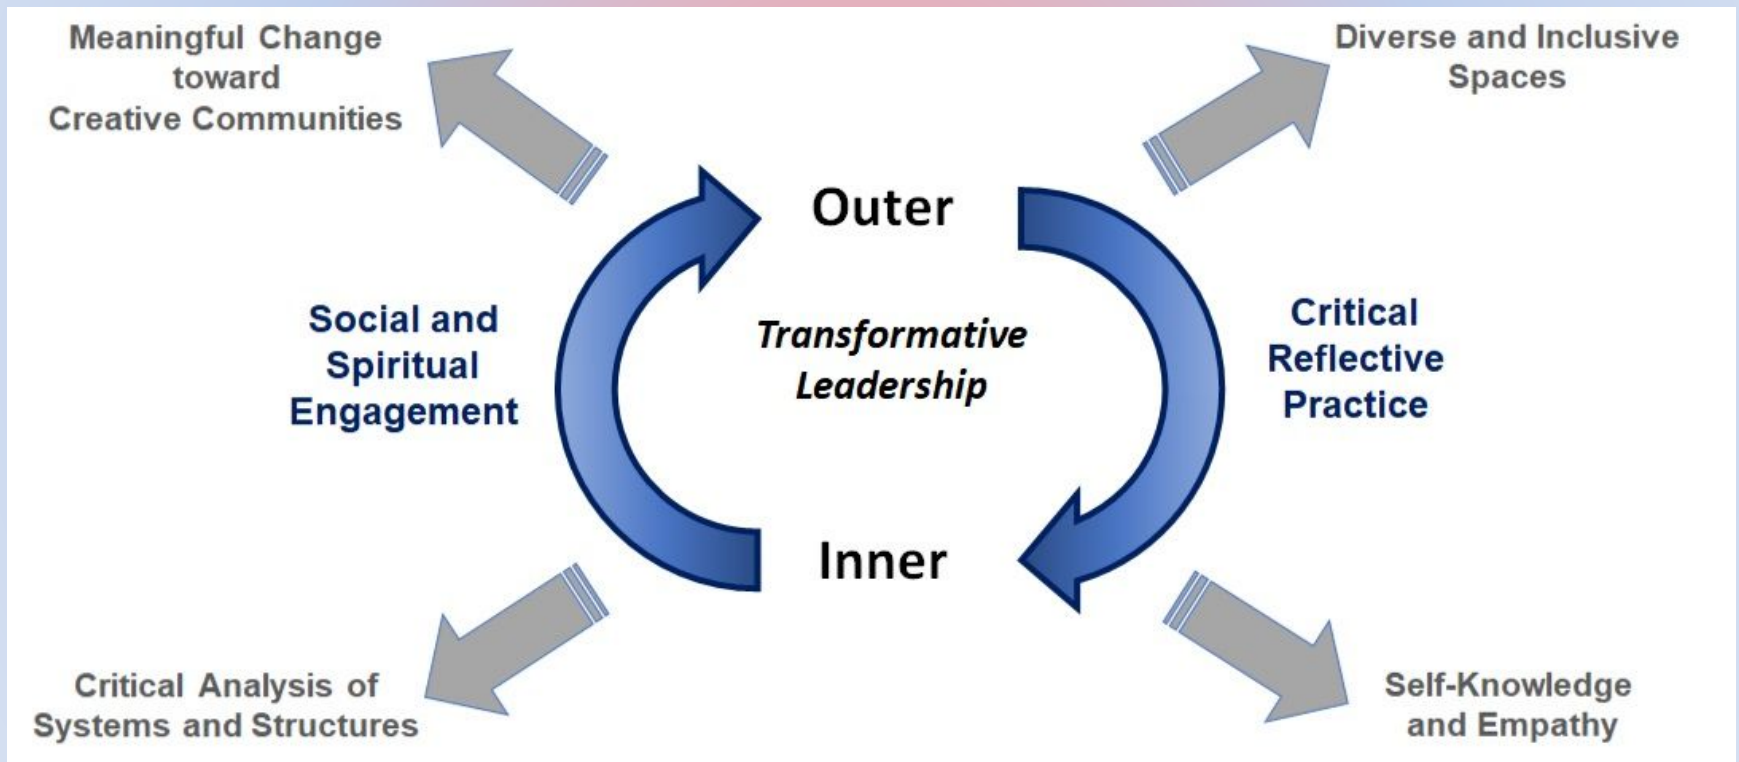 Meaningful Change
toward
Creative Communities
Diverse and Inclusive
Spaces
Outer
Social and
Spiritual
Engagement
Transformative
Leadership
Critical
Reflective
Practice
Inner
Critical Analysis of
Systems and Structures
Self-Knowledge
and Empathy